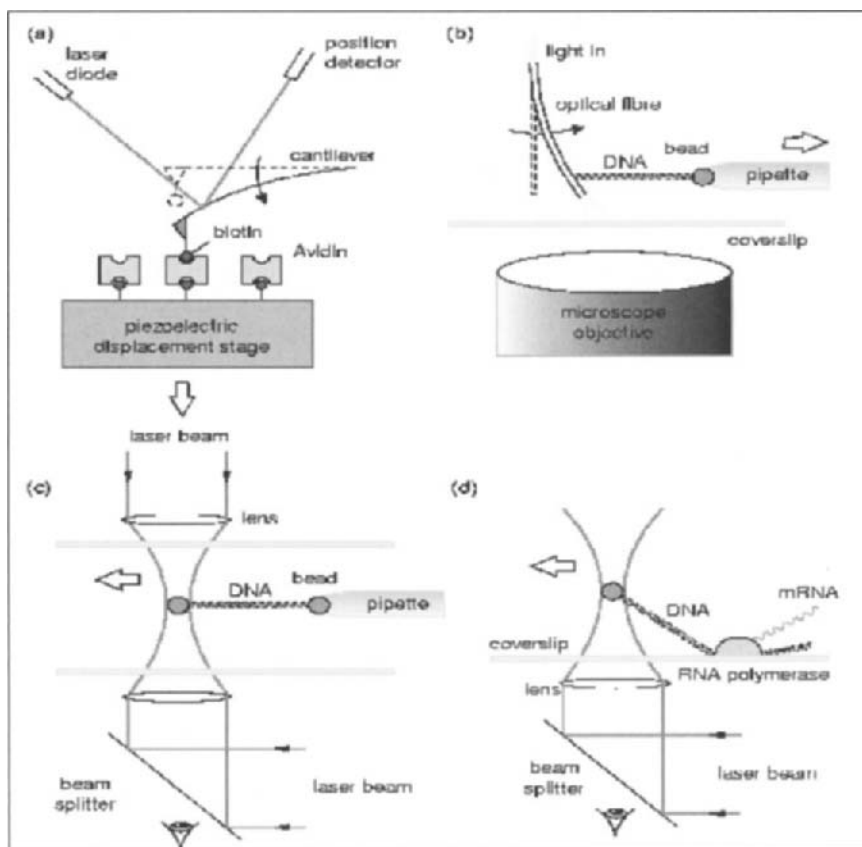 (a)
laser
diode
position
detector
cantilever
biotin
Avidin
piezoelectric
displacement stage
(b)
light in
optical fibre
bead
DNA
pipette
coverslip
microscope
objective
laser beam
(c)
lens
bead
DNA
pipette
beam
splitter
laser beam
(d)
DNA
mRNA
coverslip
RNA polymerase
lens
beam
splitter
laser beam